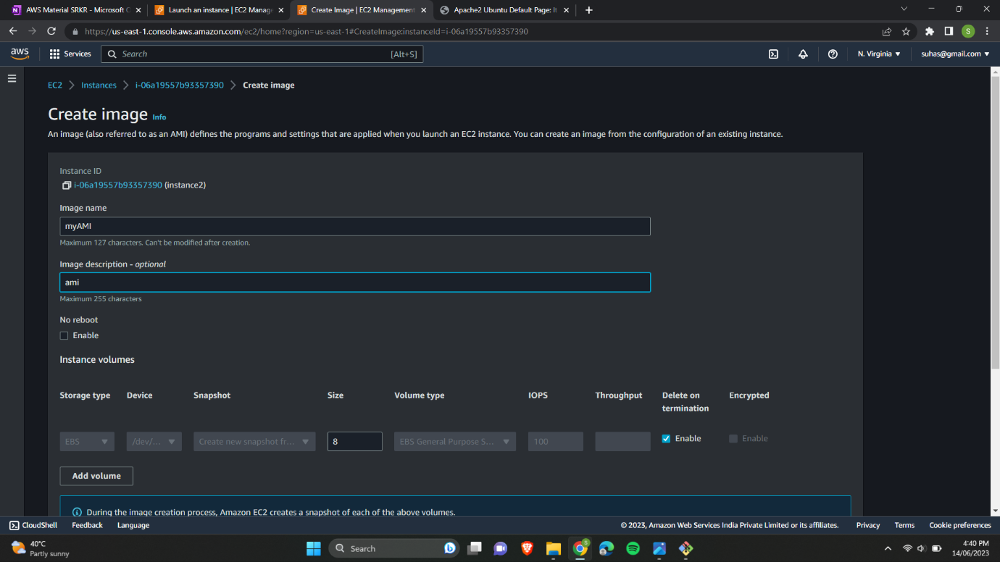 AWS Material SRKR - Microsoft O
Launch an instance | EC2 Manage
Create Image | EC2 Management
Apache2 Ubuntu Default Page: It
https://us-east-1.console.aws.amazon.com/ec2/home?region=us-east-1#CreateImage:instanceId=i-06a19557b93357390
S
aws
Services
Search
[Alt+S]
N. Virginia
suhas@gmail.com
EC2 > Instances > i-06a19557b93357390 > Create image
Create image Info
An image (also referred to as an AMI) defines the programs and settings that are applied when you launch an EC2 instance. You can create an image from the configuration of an existing instance.
Instance ID
i-06a19557b93357390 (instance2)
Image name
myAMI
Maximum 127 characters. Can't be modified after creation.
Image description - optional
ami
Maximum 255 characters
No reboot
Enable
Instance volumes
Storage type Device Snapshot Size Volume type IOPS Throughput Delete on termination Encrypted
EBS /dev/... Create new snapshot fr... 8 EBS General Purpose S... 100 Enable Enable
Add volume
During the image creation process, Amazon EC2 creates a snapshot of each of the above volumes.
CloudShell Feedback Language © 2023, Amazon Web Services India Private Limited or its affiliates. Privacy Terms Cookie preferences
40°C
Partly sunny
Search
4:40 PM
14/06/2023